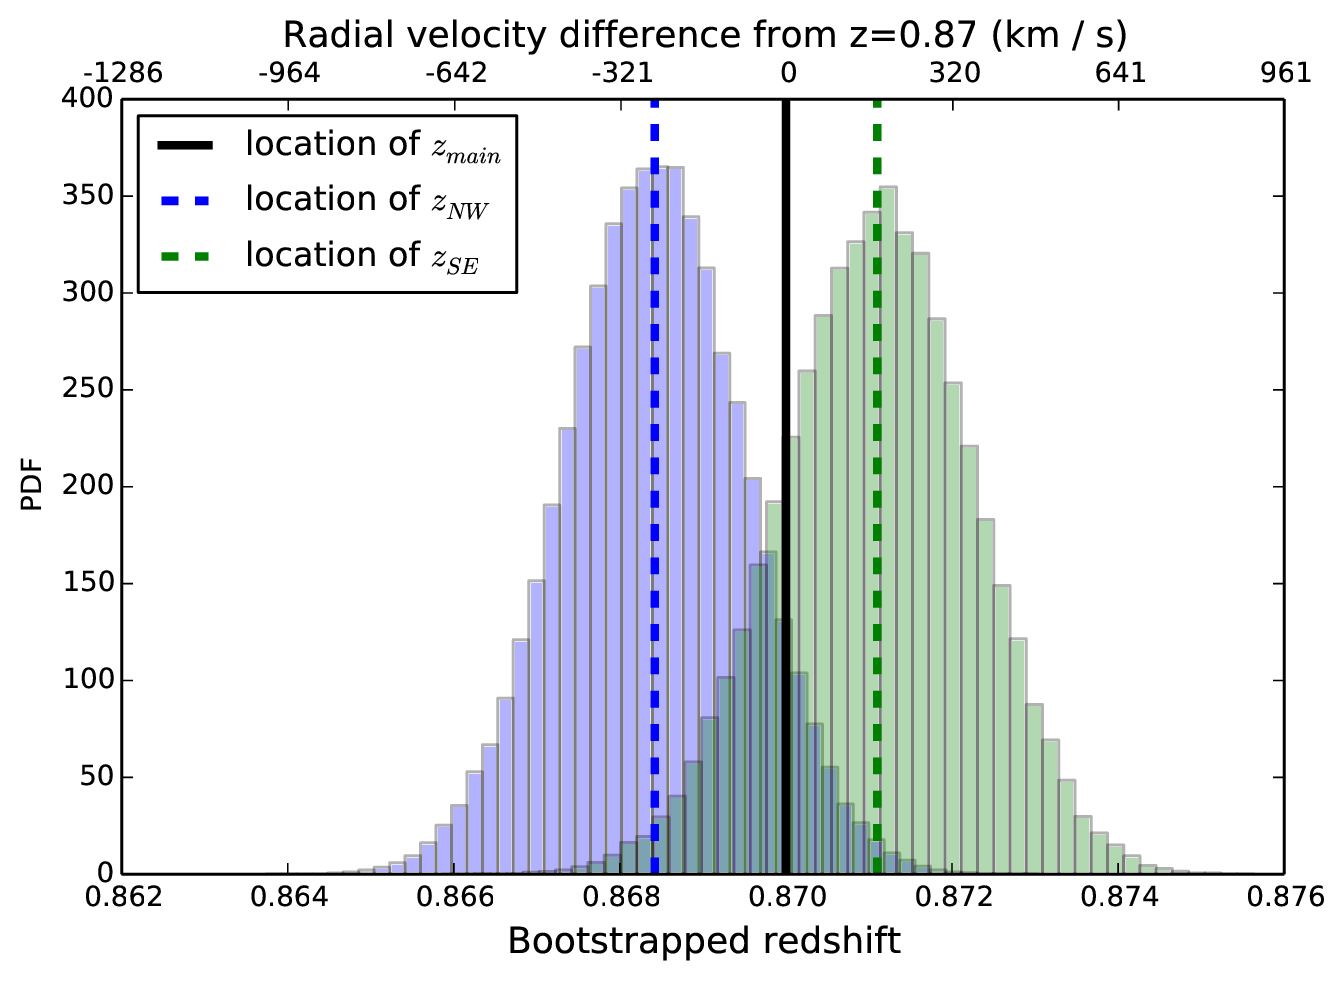 Radial velocity difference from z=0.87 (km / s)
-1286 -964 -642 -321 0 320 641 961
400
350
300
250
200
150
100
50
0
PDF
location of z_main
location of z_NW
location of z_SE
0.862 0.864 0.866 0.868 0.870 0.872 0.874 0.876
Bootstrapped redshift